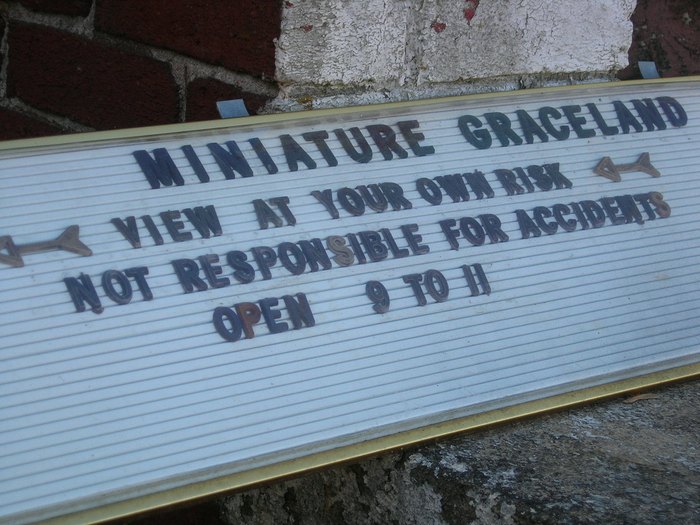 MINIATURE GRACELAND
VIEW AT YOUR OWN RISK
NOT RESPONSIBLE FOR ACCIDENTS
OPEN 9 TO 11